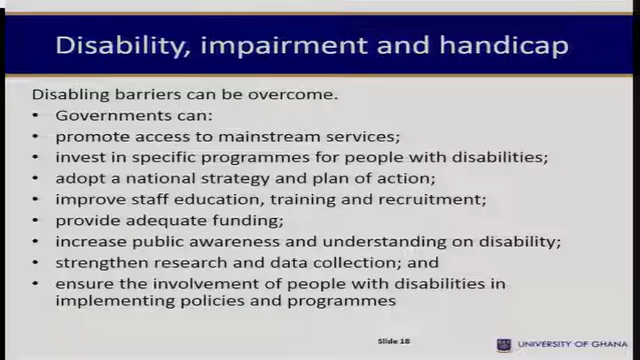 Disability, impairment and handicap
Disabling barriers can be overcome.
• Governments can:
• promote access to mainstream services;
• invest in specific programmes for people with disabilities;
• adopt a national strategy and plan of action;
• improve staff education, training and recruitment;
• provide adequate funding;
• increase public awareness and understanding on disability;
• strengthen research and data collection; and
• ensure the involvement of people with disabilities in
implementing policies and programmes
Slide 18
UNIVERSITY OF GHANA